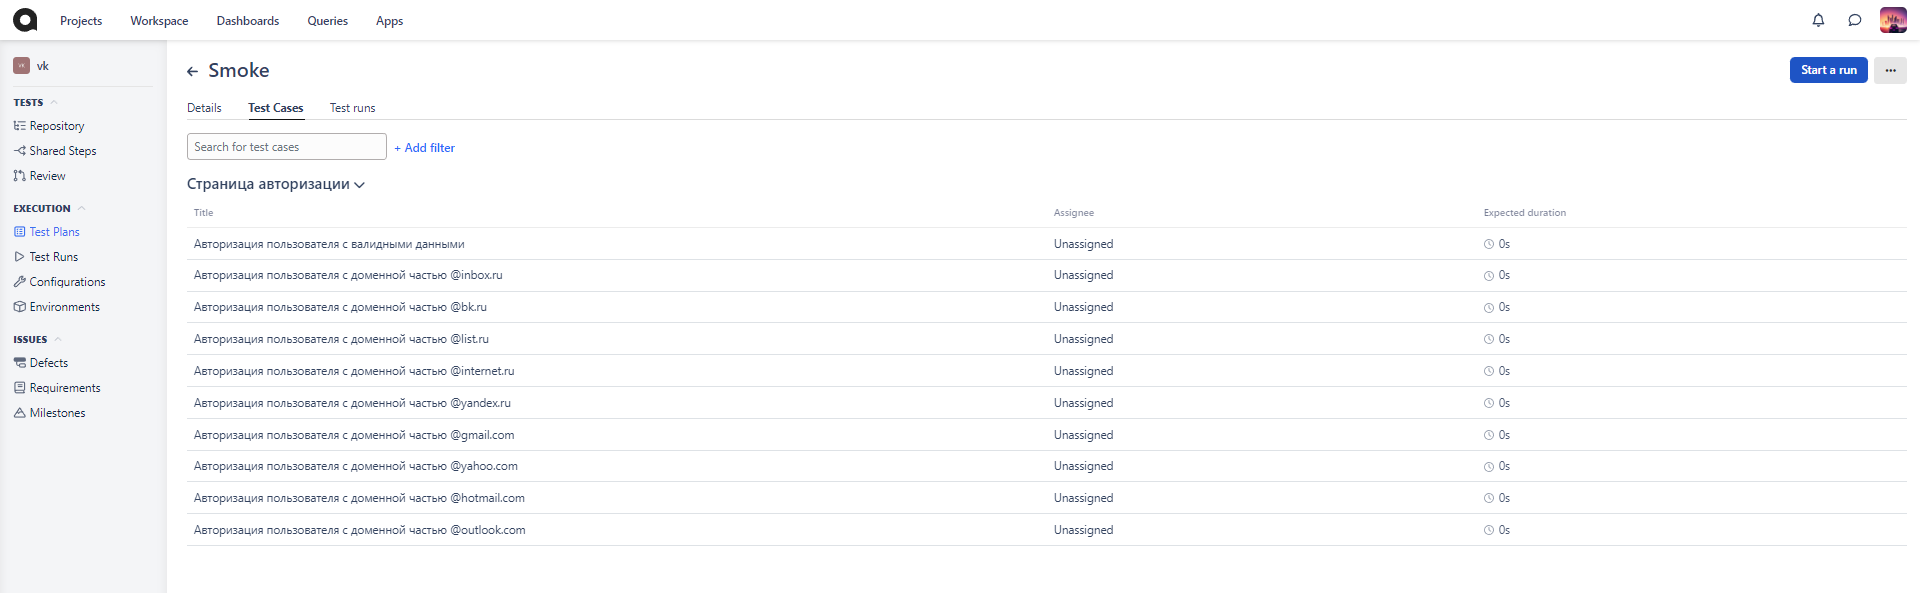 Projects Workspace Dashboards Queries Apps
vk
TESTS
Repository
Shared Steps
Review
EXECUTION
Test Plans
Test Runs
Configurations
Environments
ISSUES
Defects
Requirements
Milestones
Smoke
Start a run
Details Test Cases Test runs
Search for test cases + Add filter
Страница авторизации
Title Assignee Expected duration
Авторизация пользователя с валидными данными Unassigned 0s
Авторизация пользователя с доменной частью @inbox.ru Unassigned 0s
Авторизация пользователя с доменной частью @bk.ru Unassigned 0s
Авторизация пользователя с доменной частью @list.ru Unassigned 0s
Авторизация пользователя с доменной частью @internet.ru Unassigned 0s
Авторизация пользователя с доменной частью @yandex.ru Unassigned 0s
Авторизация пользователя с доменной частью @gmail.com Unassigned 0s
Авторизация пользователя с доменной частью @yahoo.com Unassigned 0s
Авторизация пользователя с доменной частью @hotmail.com Unassigned 0s
Авторизация пользователя с доменной частью @outlook.com Unassigned 0s